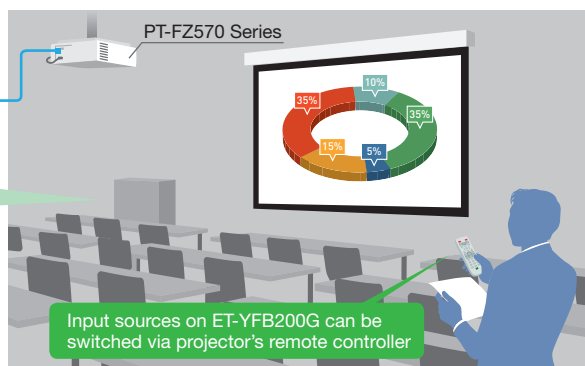 PT-FZ570 Series
10%
35%
35%
15%
5%
Input sources on ET-YFB200G can be
switched via projector's remote controller